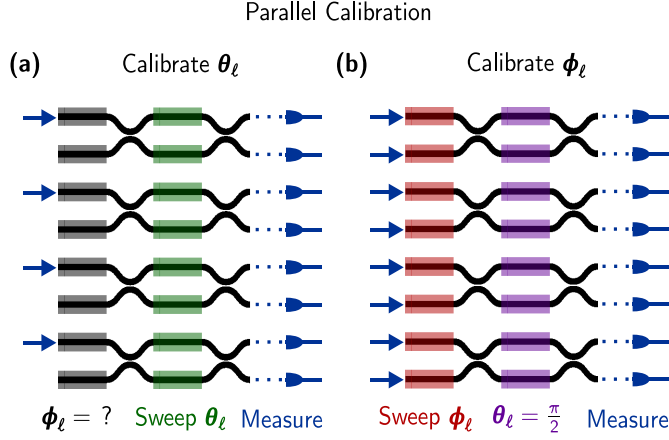 Parallel Calibration
(a) Calibrate θℓ
(b) Calibrate ϕℓ
ϕℓ = ? Sweep θℓ Measure
Sweep ϕℓ θℓ = π/2 Measure